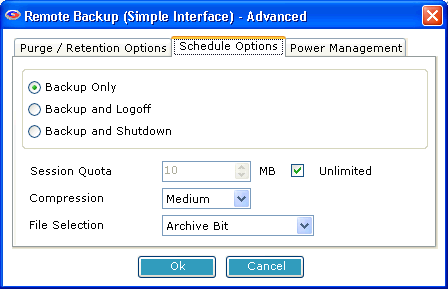 Remote Backup (Simple Interface) - Advanced
Purge / Retention Options
Schedule Options
Power Management
Backup Only
Backup and Logoff
Backup and Shutdown
Session Quota 10 MB Unlimited
Compression Medium
File Selection Archive Bit
Ok Cancel